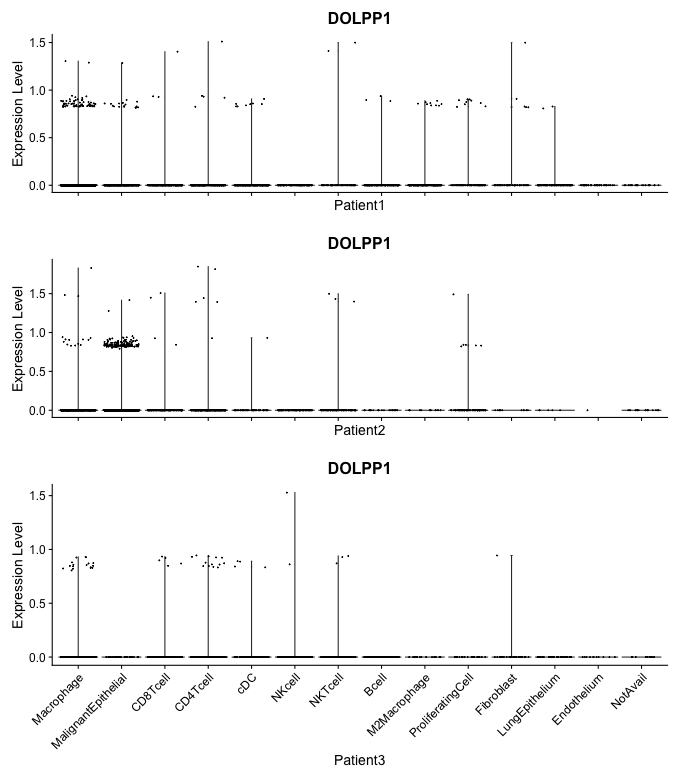 DOLPP1
Expression Level
1.5
1.0
0.5
0.0
Patient1
DOLPP1
Expression Level
1.5
1.0
0.5
0.0
Patient2
DOLPP1
Expression Level
1.5
1.0
0.5
0.0
Macrophage
MalignantEpithelial
CD8Tcell
CD4Tcell
cDC
NKcell
NKTcell
Bcell
M2Macrophage
ProliferatingCell
Fibroblast
LungEpithelium
Endothelium
NotAvail
Patient3